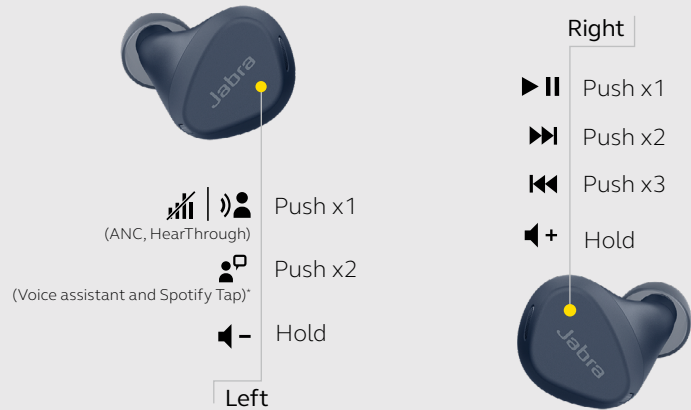 Jabra
Push x1
(ANC, HearThrough)
Push x2
(Voice assistant and Spotify Tap)*
Hold
Left
Right
Push x1
Push x2
Push x3
Hold
Jabra